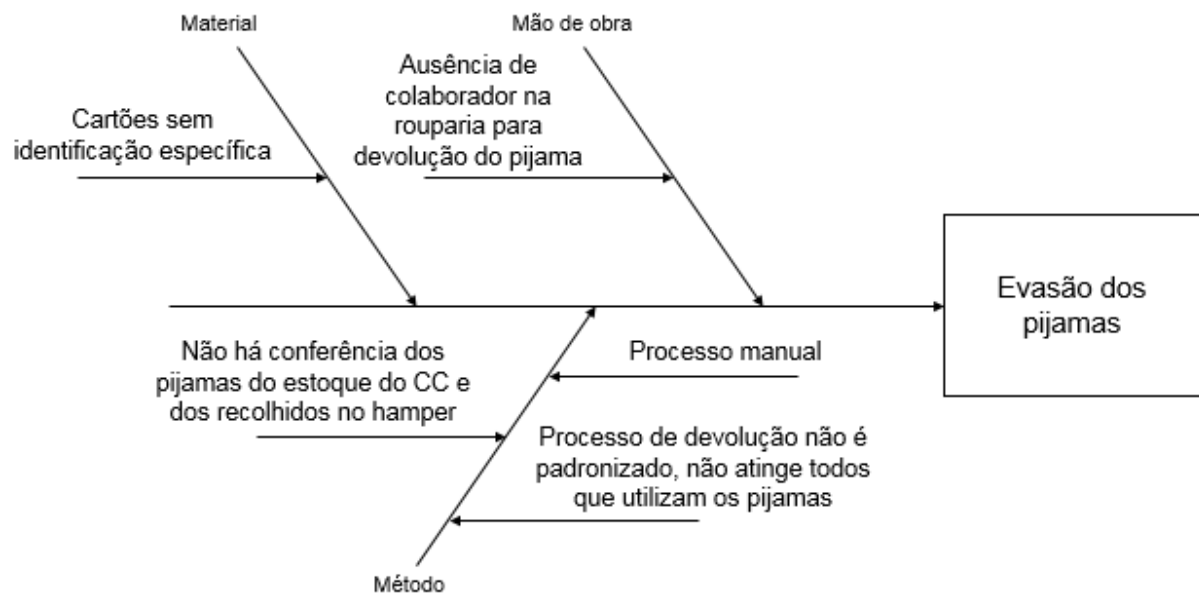 Material
Mão de obra
Cartões sem
identificação específica
Ausência de
colaborador na
rouparia para
devolução do pijama
Evasão dos
pijamas
Não há conferência dos
pijamas do estoque do CC e
dos recolhidos no hamper
Processo manual
Processo de devolução não é
padronizado, não atinge todos
que utilizam os pijamas
Método